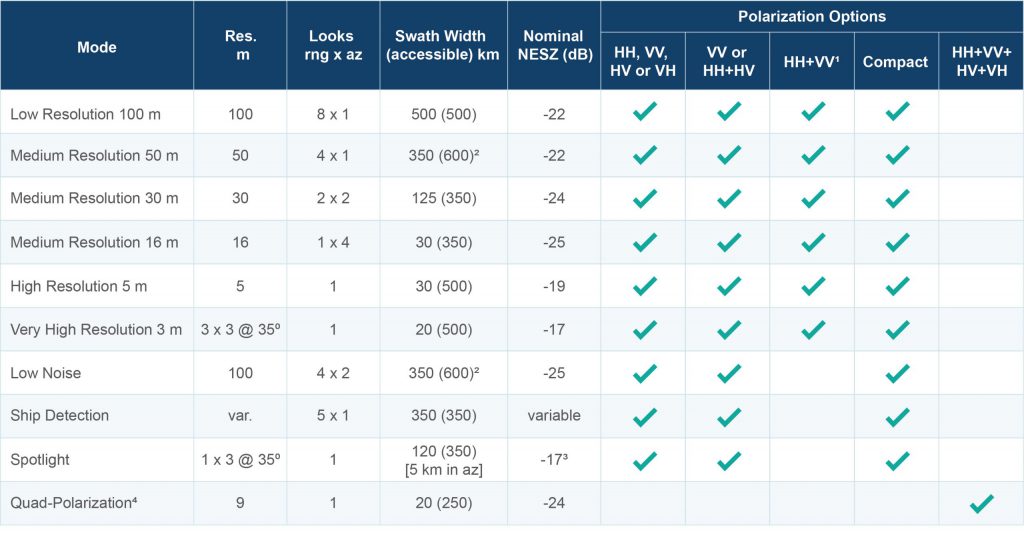 Mode
Res.
m
Looks
rng x az
Swath Width
(accessible) km
Nominal
NESZ (dB)
Polarization Options
HH, VV,
HV or VH
VV or
HH+HV
HH+VV¹
Compact
HH+VV+
HV+VH
Low Resolution 100 m 100 8 x 1 500 (500) -22
Medium Resolution 50 m 50 4 x 1 350 (600)² -22
Medium Resolution 30 m 30 2 x 2 125 (350) -24
Medium Resolution 16 m 16 1 x 4 30 (350) -25
High Resolution 5 m 5 1 30 (500) -19
Very High Resolution 3 m 3 x 3 @ 35º 1 20 (500) -17
Low Noise 100 4 x 2 350 (600)² -25
Ship Detection var. 5 x 1 350 (350) variable
Spotlight 1 x 3 @ 35º 1 120 (350) -17³
[5 km in az]
Quad-Polarization⁴ 9 1 20 (250) -24